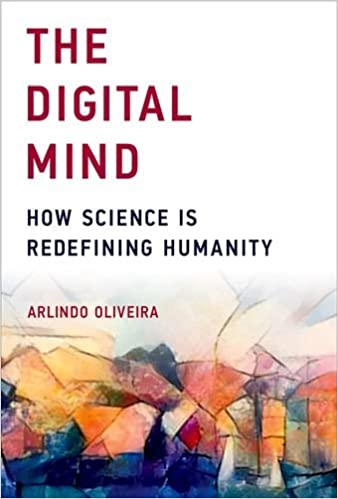 THE
DIGITAL
MIND
HOW SCIENCE IS
REDEFINING HUMANITY
ARLINDO OLIVEIRA